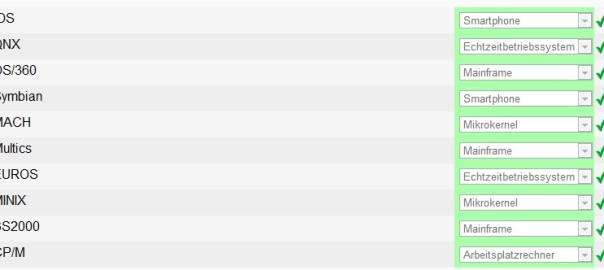 OS Smartphone
QNX Echtzeitbetriebssystem
OS/360 Mainframe
Symbian Smartphone
MACH Mikrokernel
Multics Mainframe
EUROS Echtzeitbetriebssystem
MINIX Mikrokernel
BS2000 Mainframe
CP/M Arbeitsplatzrechner